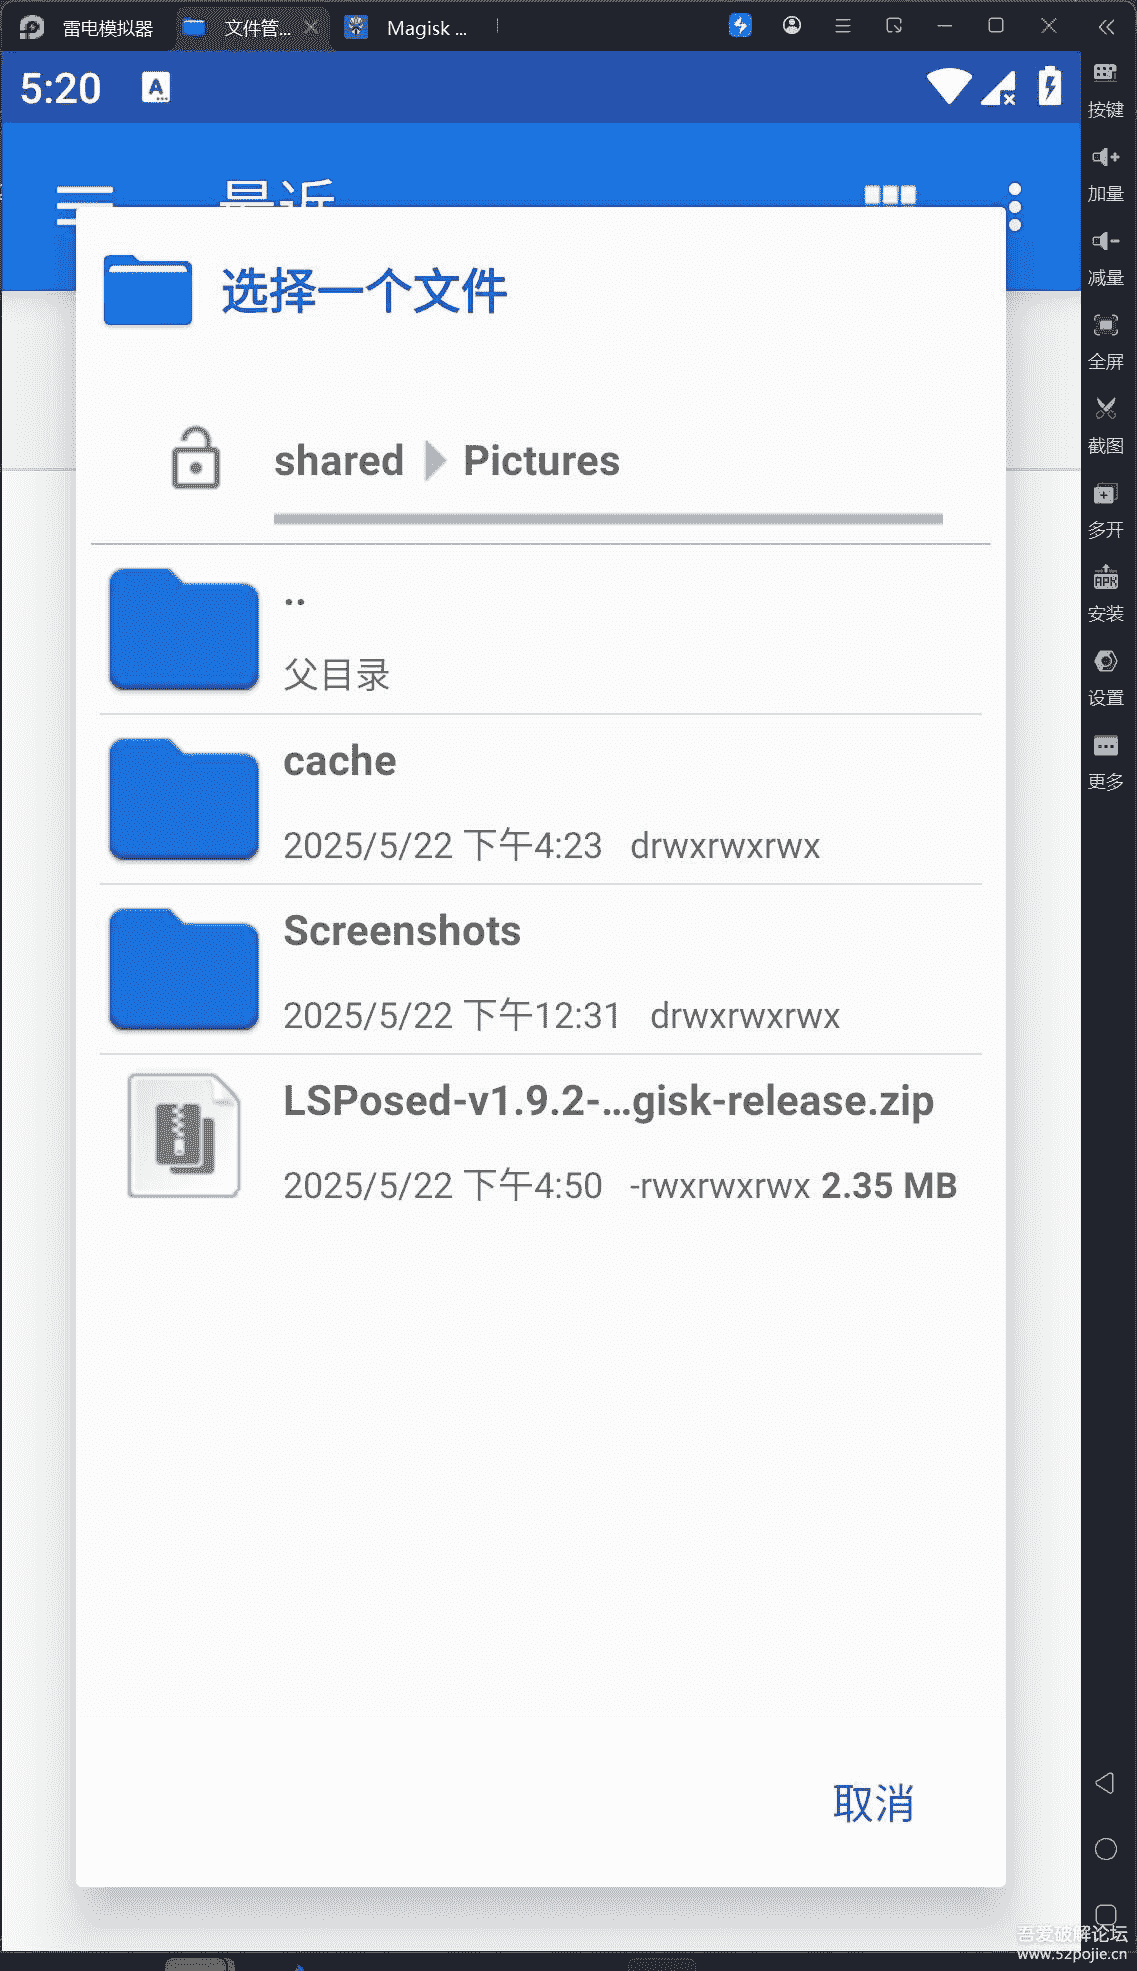 雷电模拟器 文件管... Magisk ...
5:20
按键
加量
减量
全屏
截图
多开
安装
设置
更多
最近
选择一个文件
shared Pictures
..
父目录
cache
2025/5/22 下午4:23 drwxrwxrwx
Screenshots
2025/5/22 下午12:31 drwxrwxrwx
LSPosed-v1.9.2-...gisk-release.zip
2025/5/22 下午4:50 -rwxrwxrwx 2.35 MB
取消
吾爱破解论坛
www.52pojie.cn